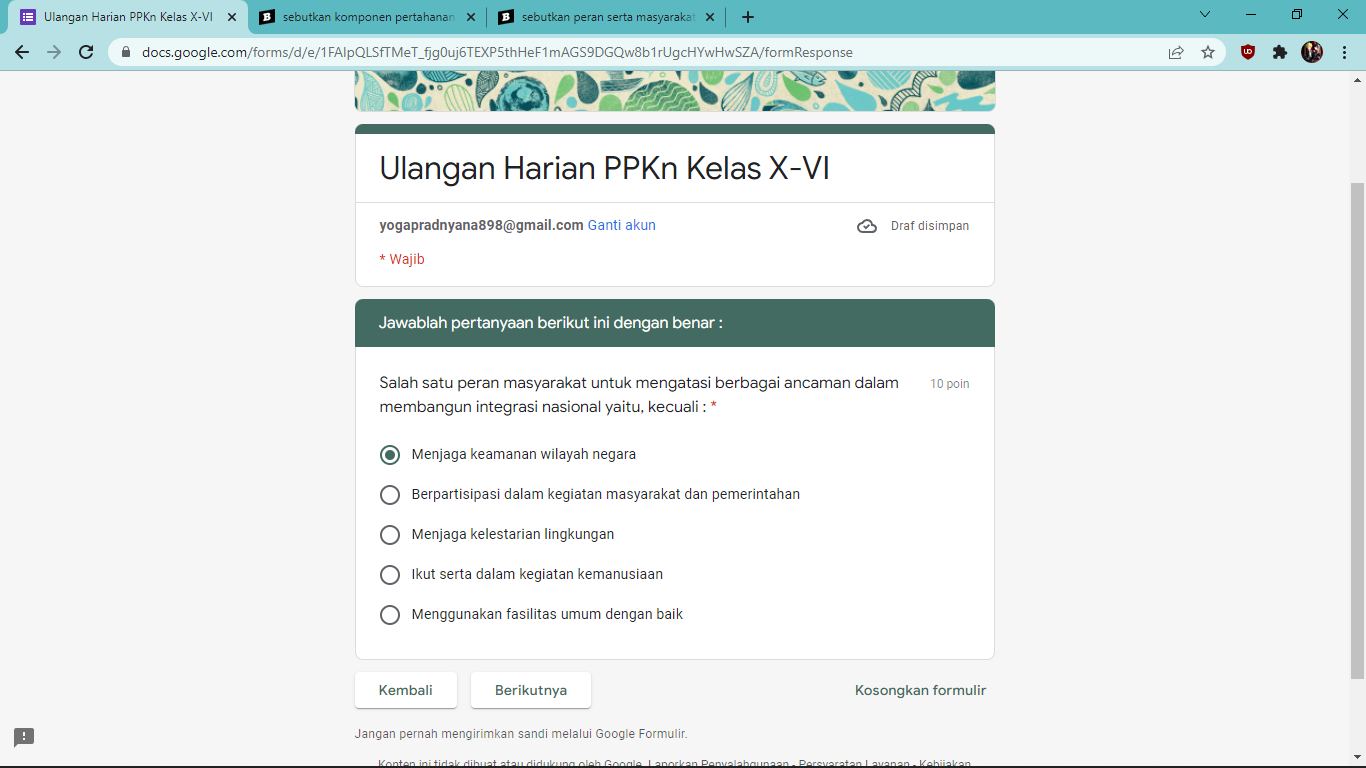 Ulangan Harian PPKn Kelas X-VI
sebutkan komponen pertahanan
sebutkan peran serta masyarakat
docs.google.com/forms/d/e/1FAIpQLSfTMeT_fjg0uj6TEXP5thHeF1mAGS9DGQw8b1rUgcHYwHwSZA/formResponse
Ulangan Harian PPKn Kelas X-VI
yogapradnyana898@gmail.com Ganti akun
Draf disimpan
* Wajib
Jawablah pertanyaan berikut ini dengan benar :
Salah satu peran masyarakat untuk mengatasi berbagai ancaman dalam
10 poin
membangun integrasi nasional yaitu, kecuali : *
Menjaga keamanan wilayah negara
Berpartisipasi dalam kegiatan masyarakat dan pemerintahan
Menjaga kelestarian lingkungan
Ikut serta dalam kegiatan kemanusiaan
Menggunakan fasilitas umum dengan baik
Kembali
Berikutnya
Kosongkan formulir
Jangan pernah mengirimkan sandi melalui Google Formulir.
Konten ini tidak dibuat atau didukung oleh Google. Laporkan Penyalahgunaan - Persyaratan Layanan - Kebijakan